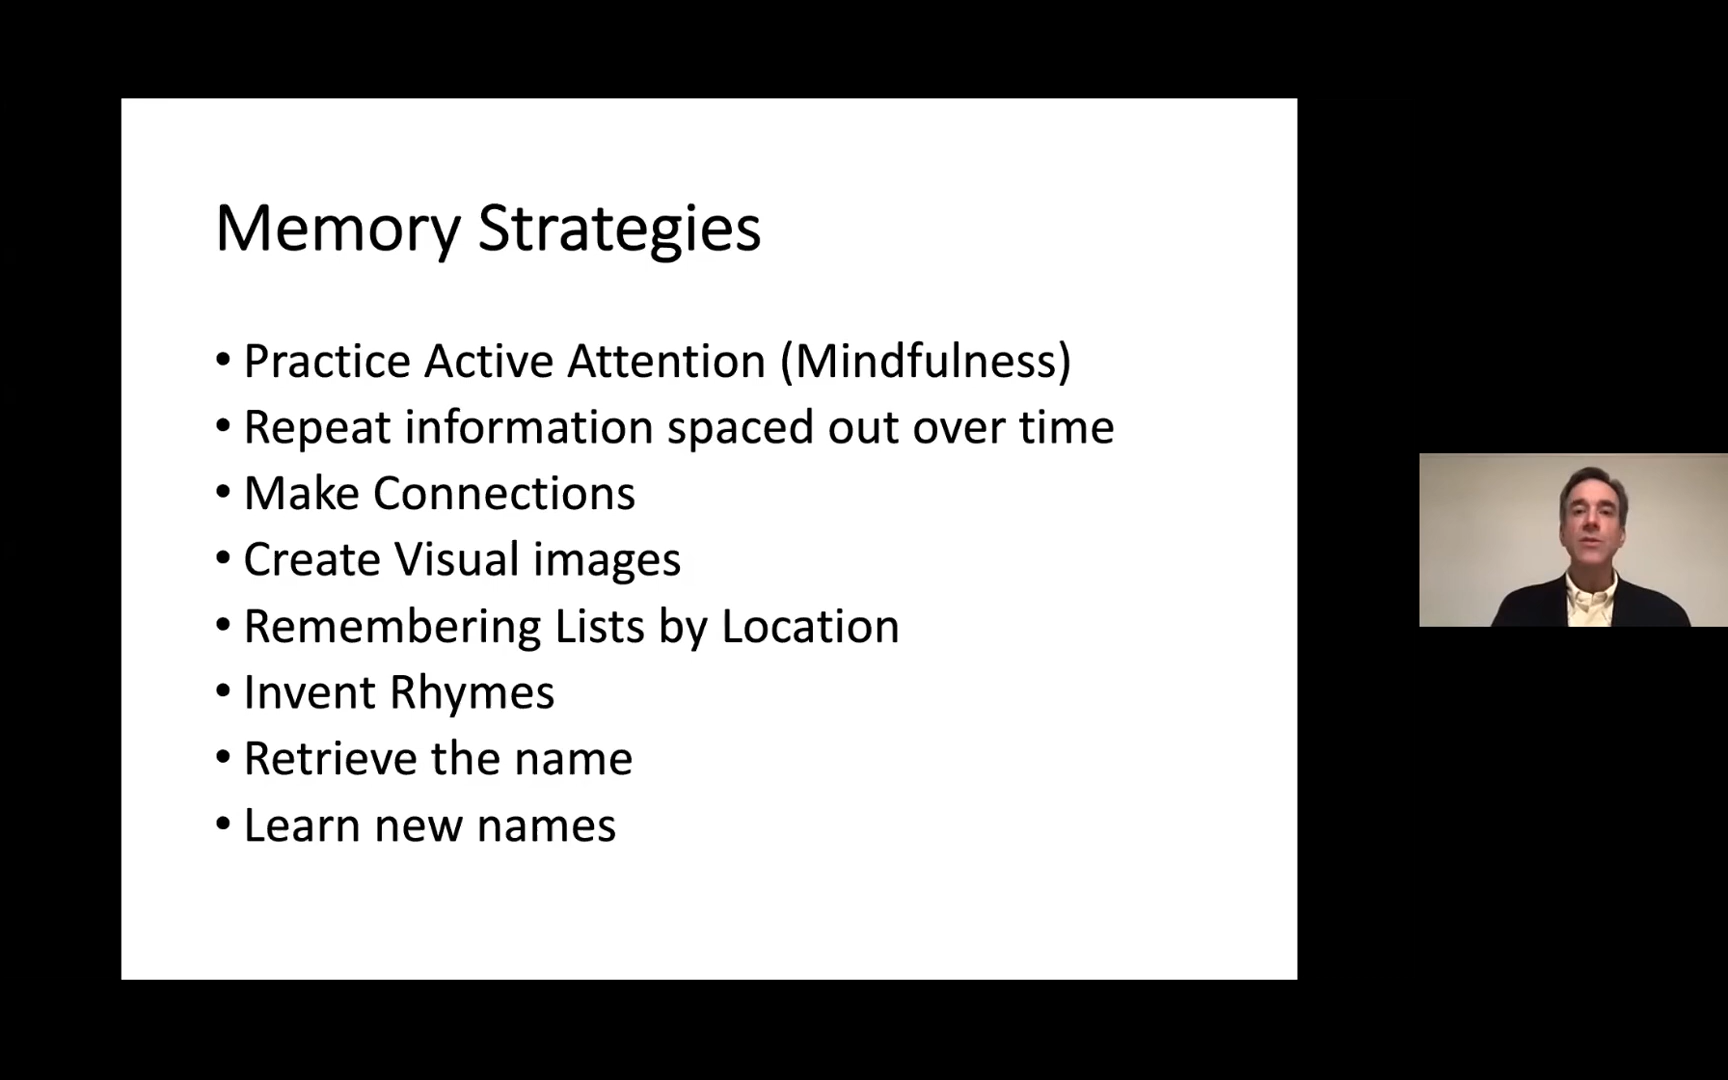 Memory Strategies
• Practice Active Attention (Mindfulness)
• Repeat information spaced out over time
• Make Connections
• Create Visual images
• Remembering Lists by Location
• Invent Rhymes
• Retrieve the name
• Learn new names